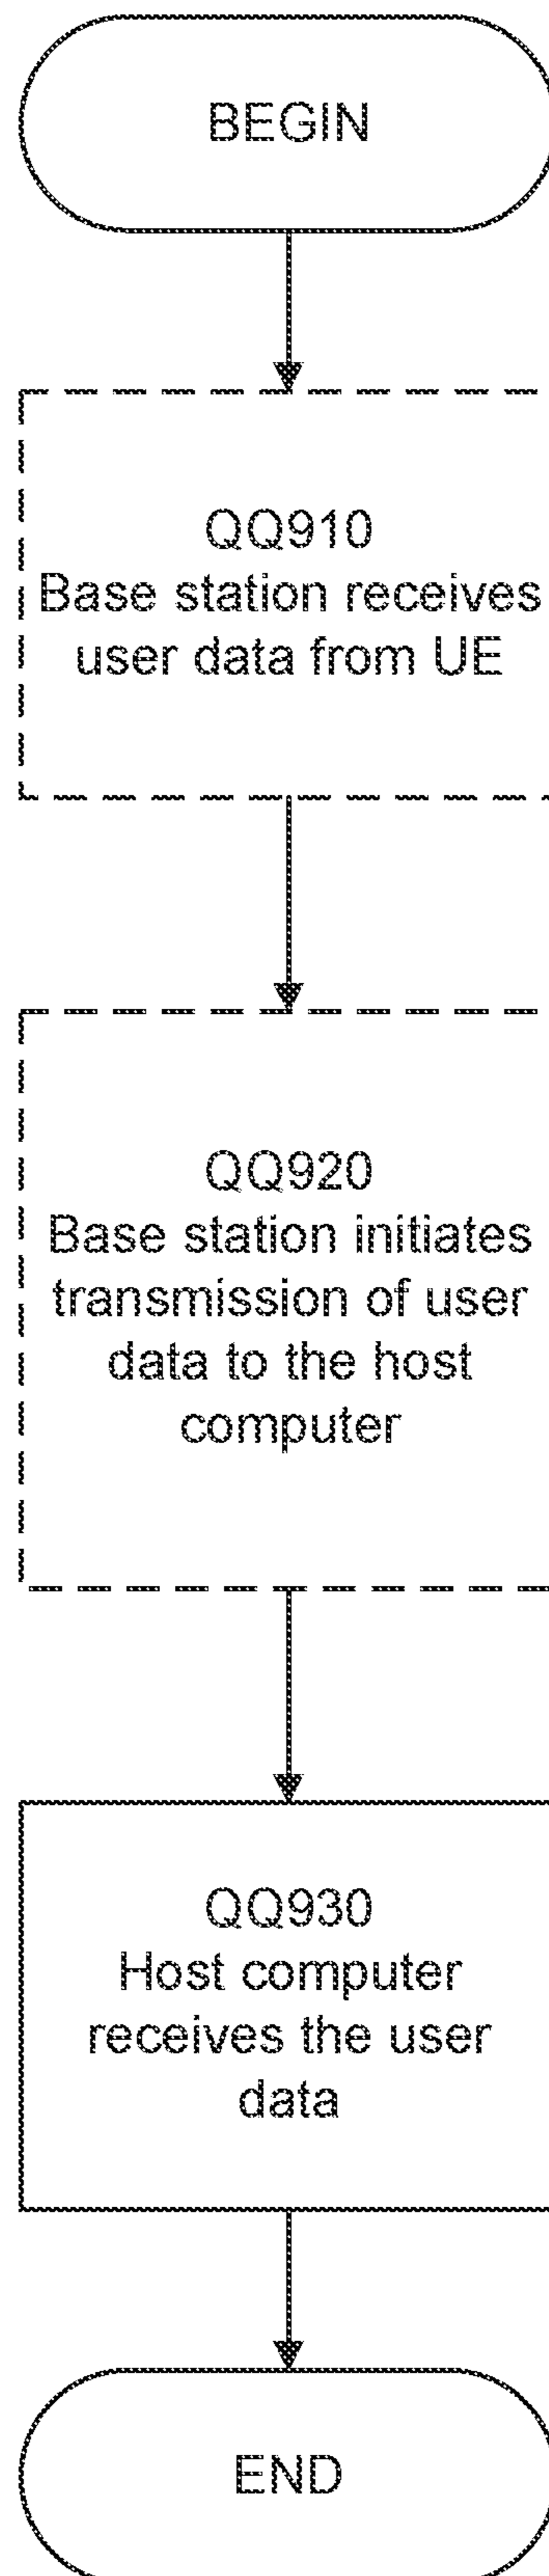 BEGIN
QQ910
Base station receives
user data from UE
QQ920
Base station initiates
transmission of user
data to the host
computer
QQ930
Host computer
receives the user
data
END